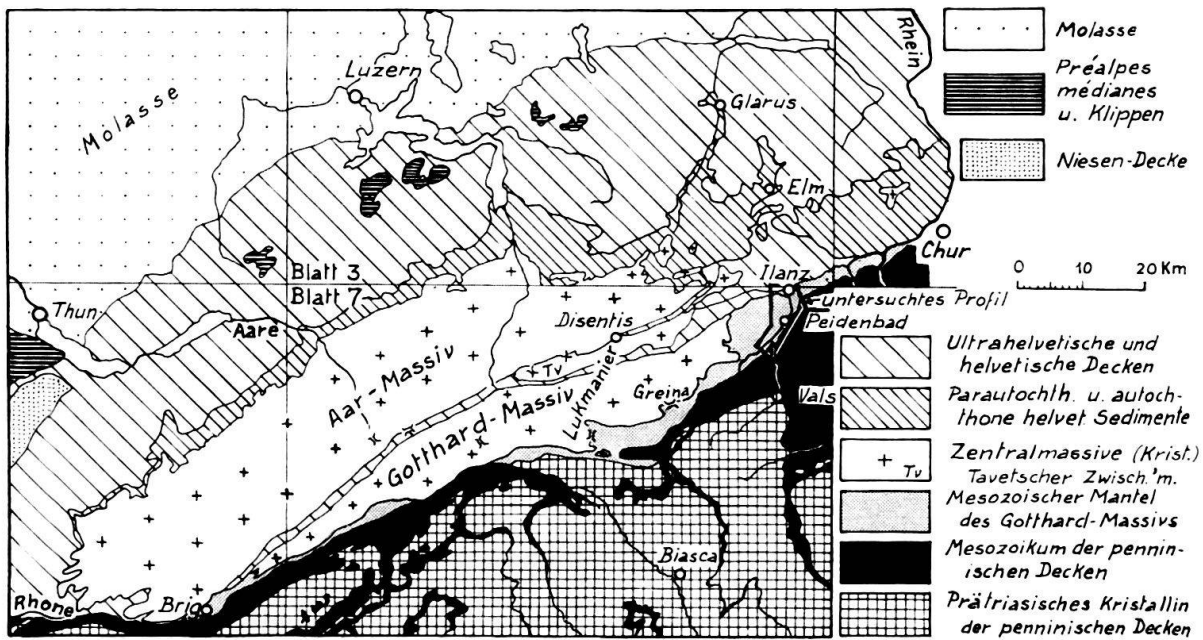 Molasse
Luzern
Rhein
Glarus
Elm
Chur
Blatt 3
Blatt 7
Thun
Aare
Ilanz
untersuchtes Profil
Peidenbad
Disentis
Aar-Massiv
+ Tv
Gotthard-Massiv
Lukmanier
Greina
Vals
Biasca
Rhone
Brig
Molasse
Préalpes
médianes
u. Klippen
Niesen-Decke
0 10 20 Km
Ultrahelvetische und
helvetische Decken
Parautochth. u. autoch-
thone helvet. Sedimente
+ Tv
Zentralmassive (Krist.)
Tavetscher Zwisch.'m.
Mesozoischer Mantel
des Gotthard-Massivs
Mesozoikum der pennin-
ischen Decken
Prätriasisches Kristallin
der penninischen Decken